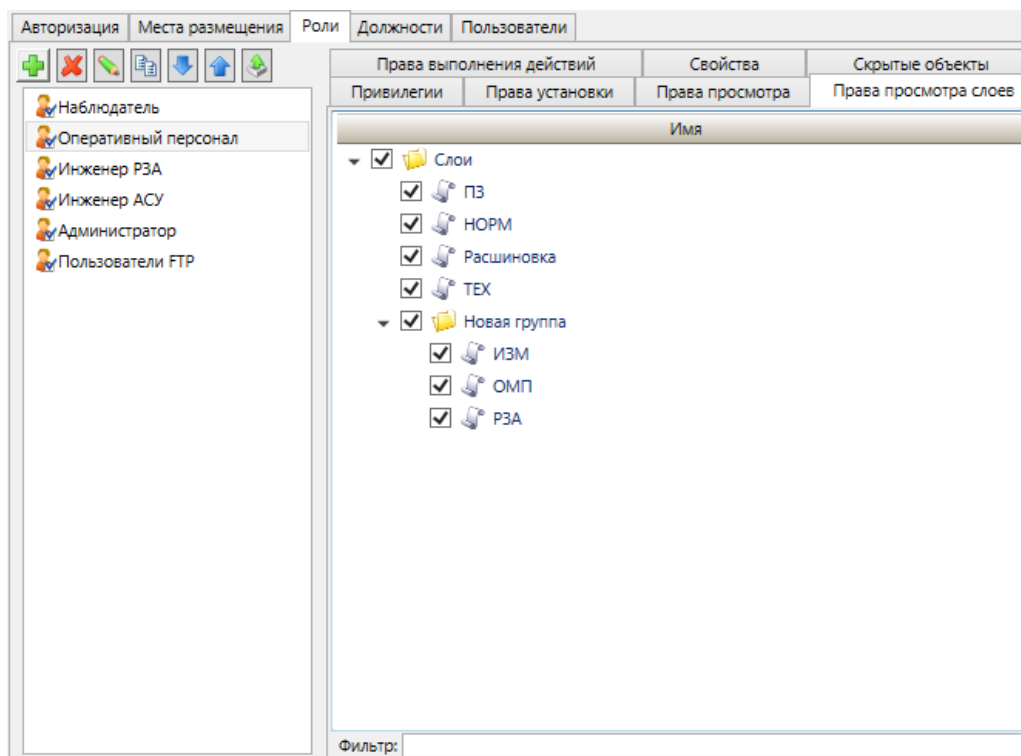 Авторизация Места размещения Роли Должности Пользователи
Права выполнения действий Свойства Скрытые объекты
Привилегии Права установки Права просмотра Права просмотра слоев
Наблюдатель
Оперативный персонал
Инженер РЗА
Инженер АСУ
Администратор
Пользователи FTP
Имя
Слои
ПЗ
НОРМ
Расшиновка
ТЕХ
Новая группа
ИЗМ
ОМП
РЗА
Фильтр: